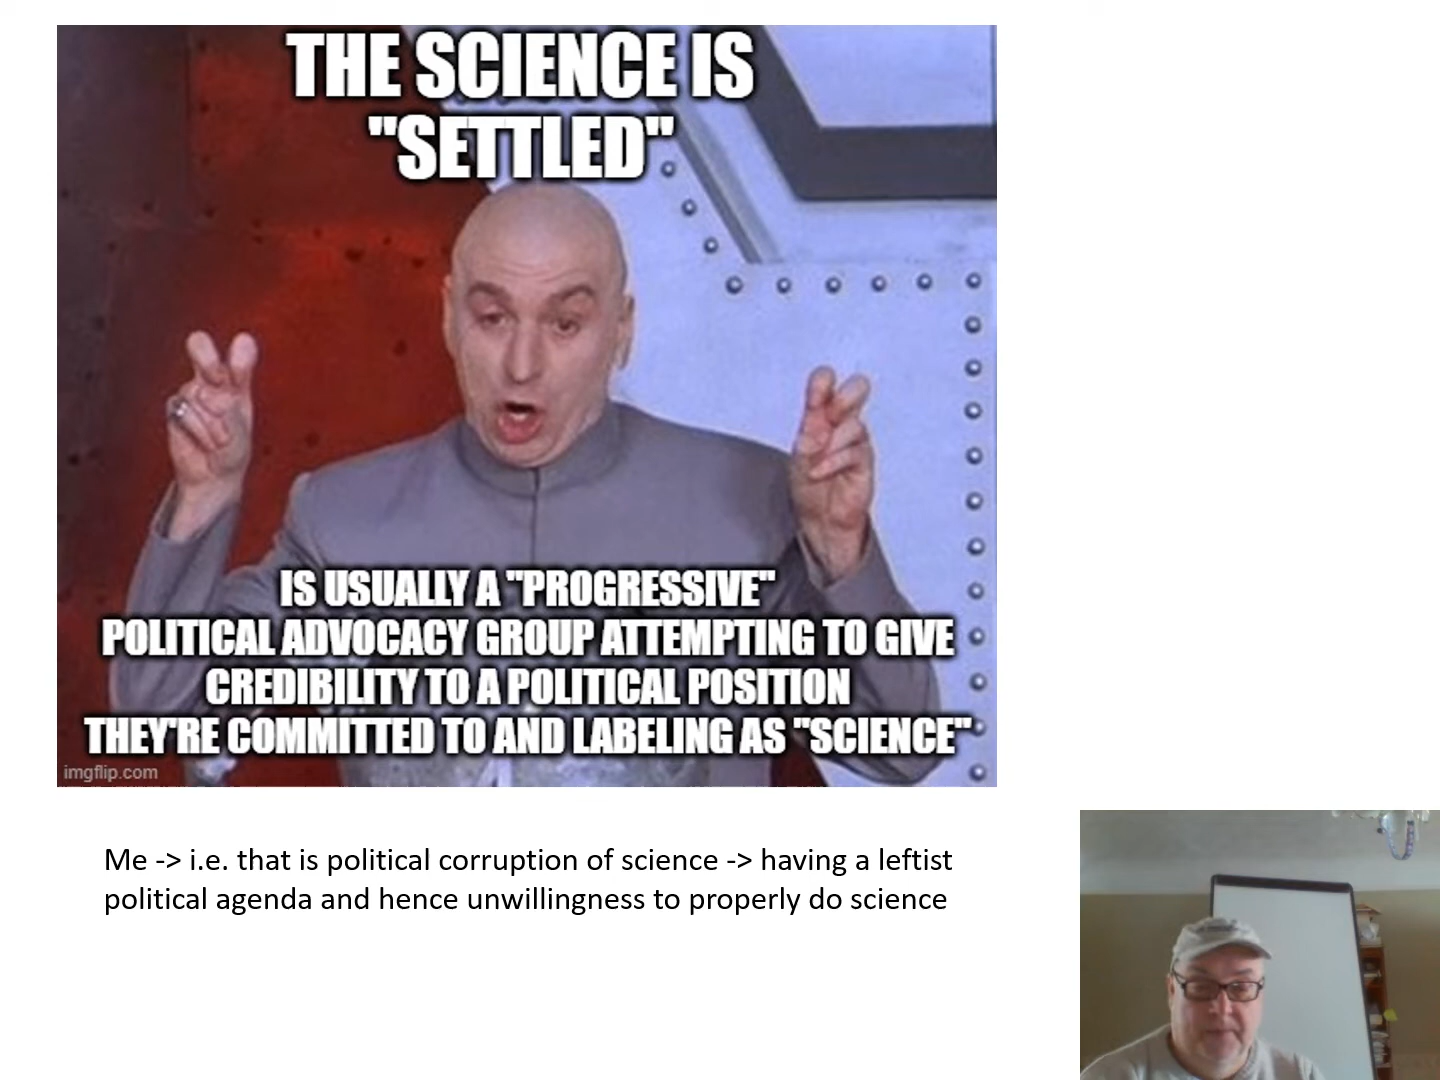 THE SCIENCE IS
"SETTLED"
IS USUALLY A "PROGRESSIVE"
POLITICAL ADVOCACY GROUP ATTEMPTING TO GIVE
CREDIBILITY TO A POLITICAL POSITION
THEY'RE COMMITTED TO AND LABELING AS "SCIENCE"
imgflip.com
Me -> i.e. that is political corruption of science -> having a leftist
political agenda and hence unwillingness to properly do science